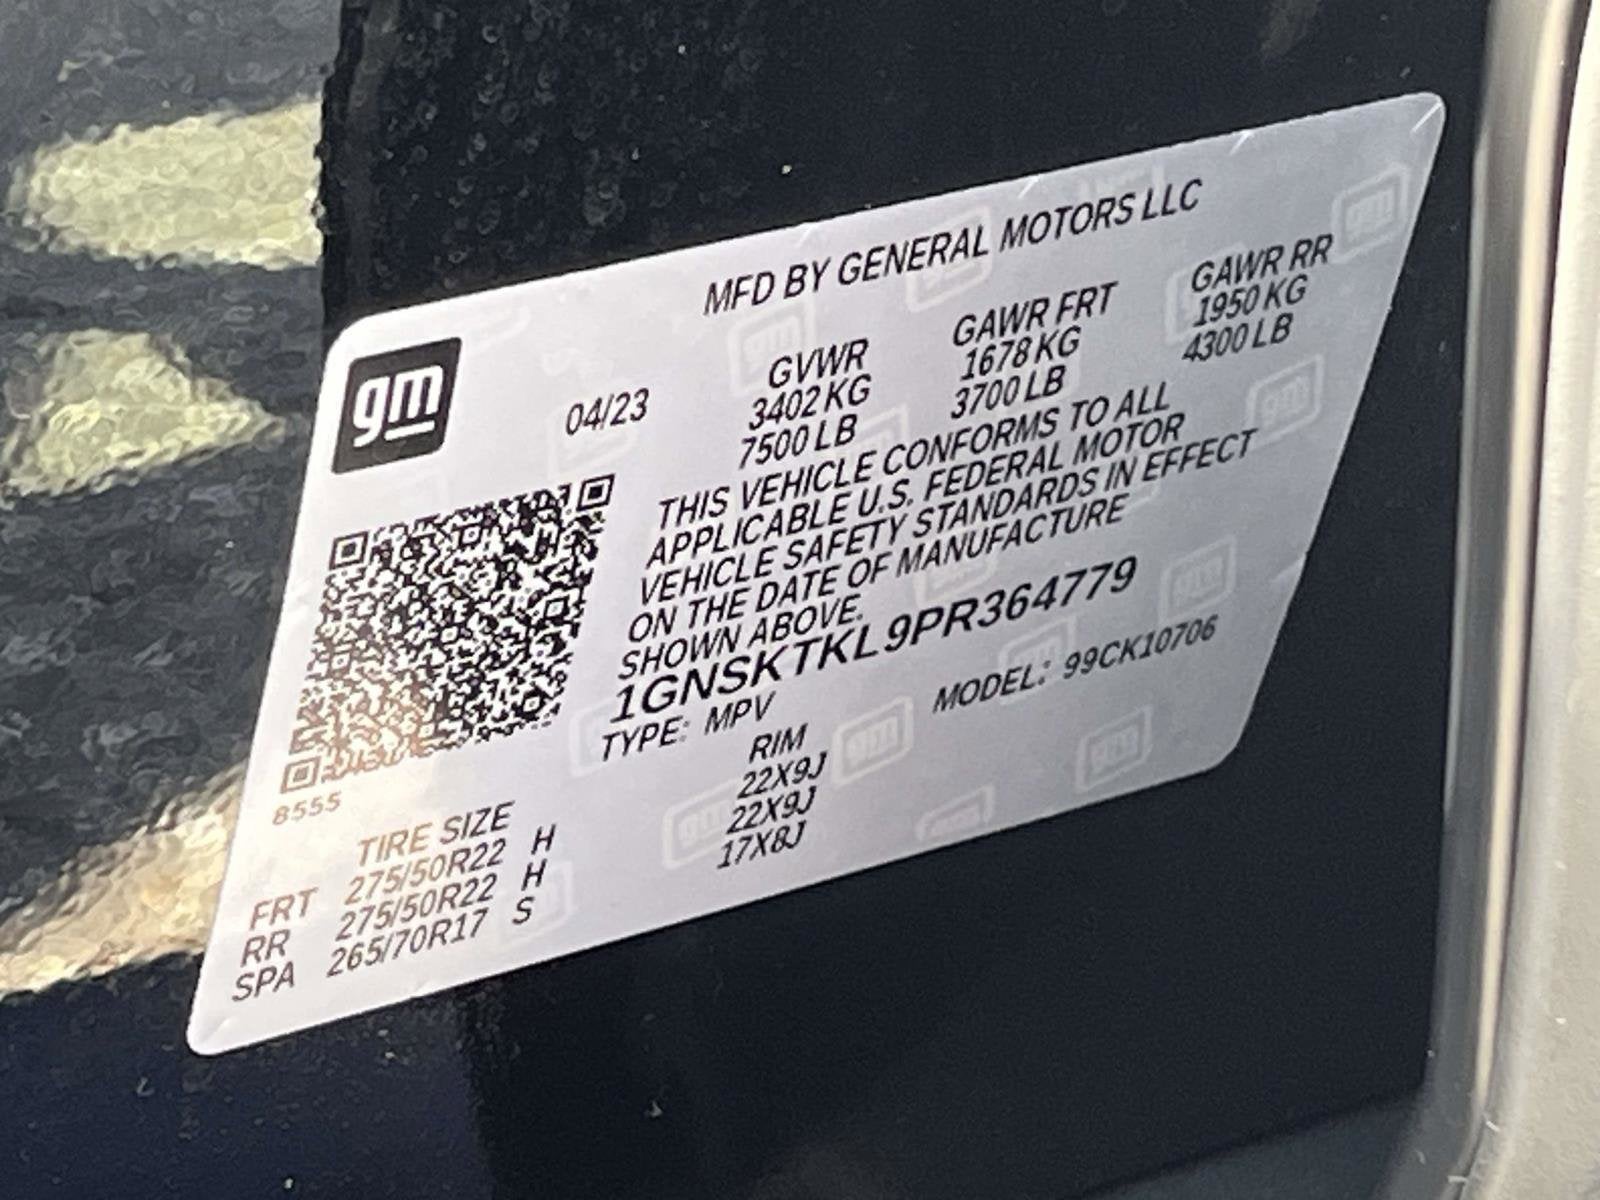 MFD BY GENERAL MOTORS LLC
gm
04/23
GVWR GAWR FRT GAWR RR
3402 KG 1678 KG 1950 KG
7500 LB 3700 LB 4300 LB
THIS VEHICLE CONFORMS TO ALL
APPLICABLE U.S. FEDERAL MOTOR
VEHICLE SAFETY STANDARDS IN EFFECT
ON THE DATE OF MANUFACTURE
SHOWN ABOVE.
1GNSKTKL9PR364779
TYPE: MPV MODEL: 99CK10706
8555
TIRE SIZE RIM
FRT 275/50R22 H 22X9J
RR 275/50R22 H 22X9J
SPA 265/70R17 S 17X8J